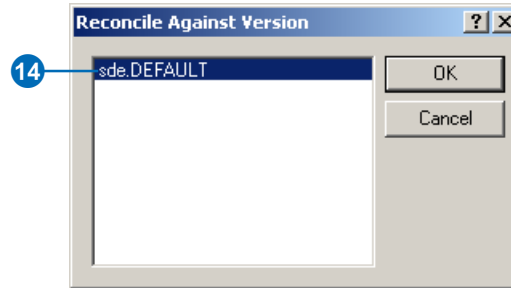 Reconcile Against Version
14
sde.DEFAULT
OK
Cancel